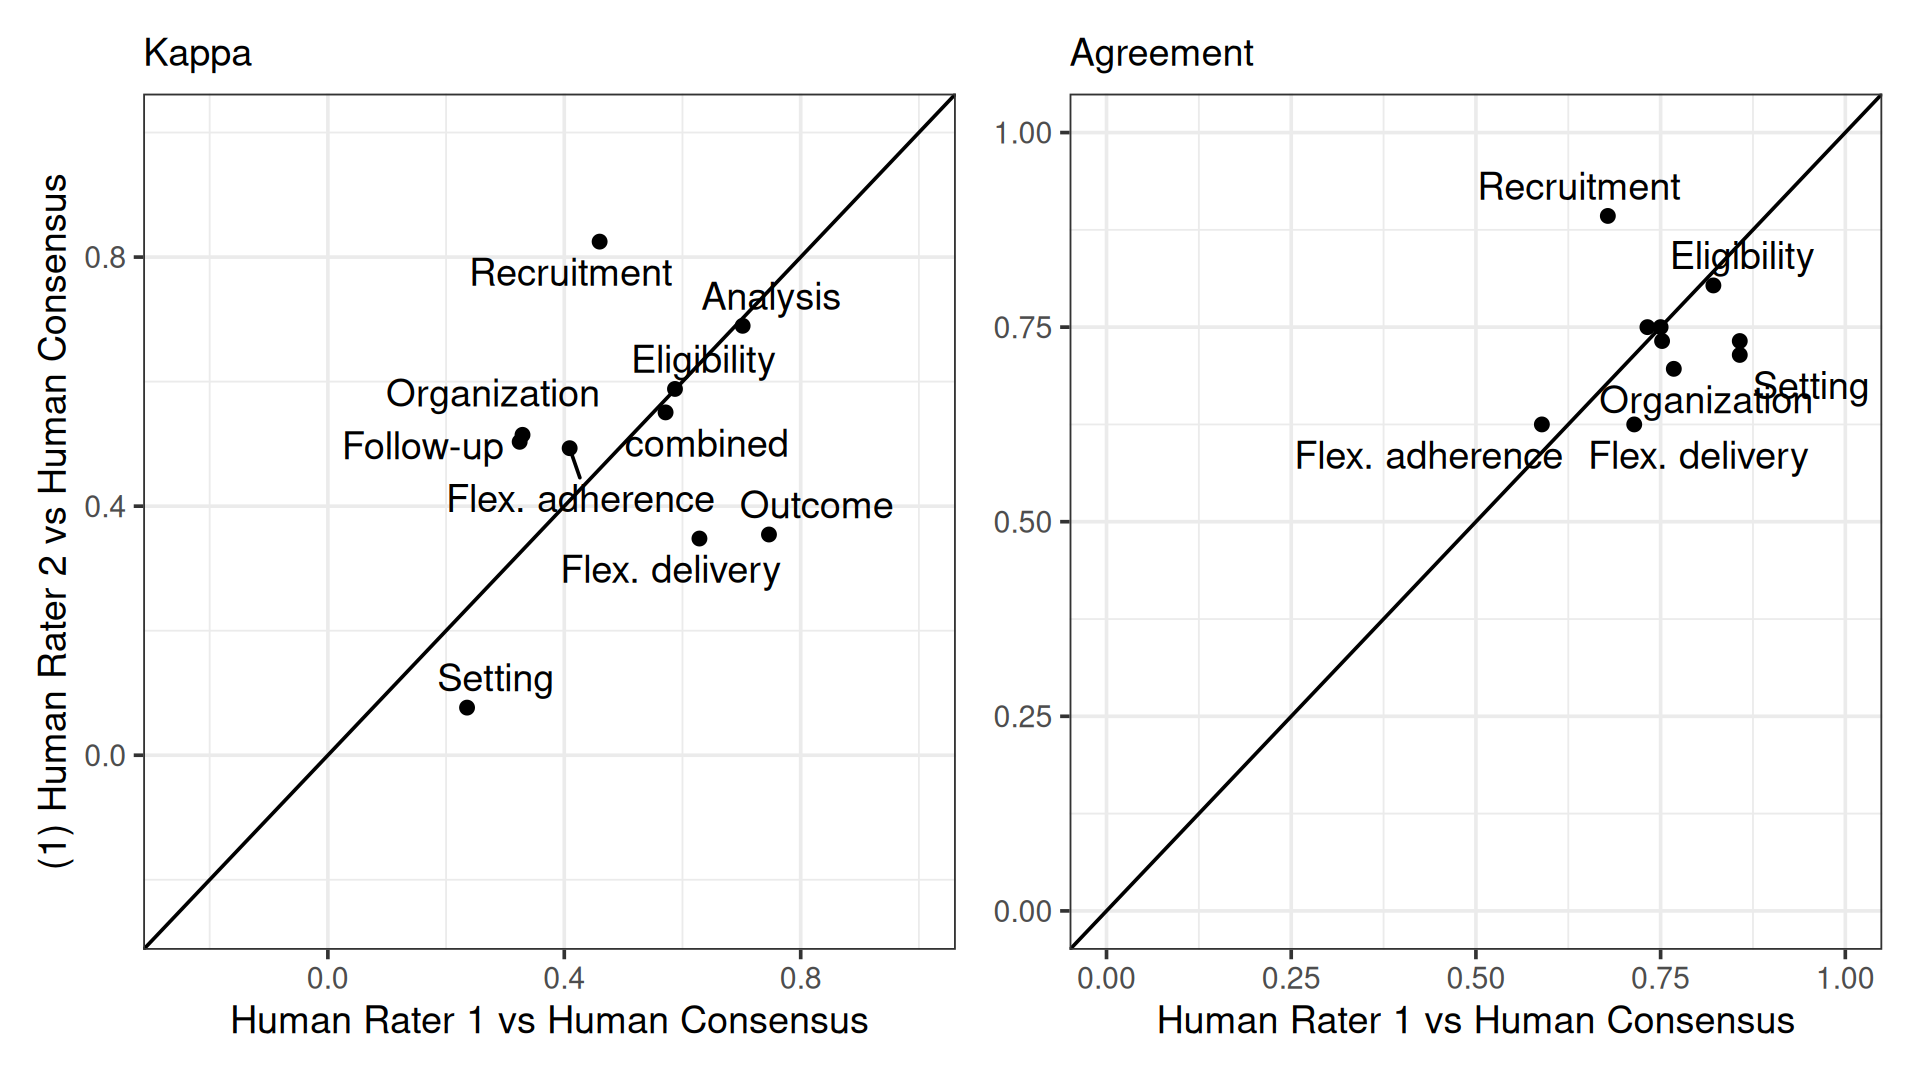 Kappa
(1) Human Rater 2 vs Human Consensus
0.8
0.4
0.0
Recruitment
Analysis
Eligibility
Organization
Follow-up
combined
Flex. adherence
Outcome
Flex. delivery
Setting
0.0 0.4 0.8
Human Rater 1 vs Human Consensus
Agreement
1.00
0.75
0.50
0.25
0.00
Recruitment
Eligibility
Setting
Organization
Flex. adherence
Flex. delivery
0.00 0.25 0.50 0.75 1.00
Human Rater 1 vs Human Consensus